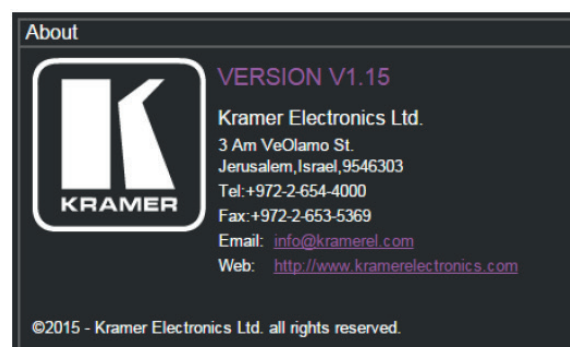 About
KRAMER
VERSION V1.15
Kramer Electronics Ltd.
3 Am VeOlamo St.
Jerusalem,Israel,9546303
Tel:+972-2-654-4000
Fax:+972-2-653-5369
Email: info@kramerel.com
Web: http://www.kramerelectronics.com
©2015 - Kramer Electronics Ltd. all rights reserved.